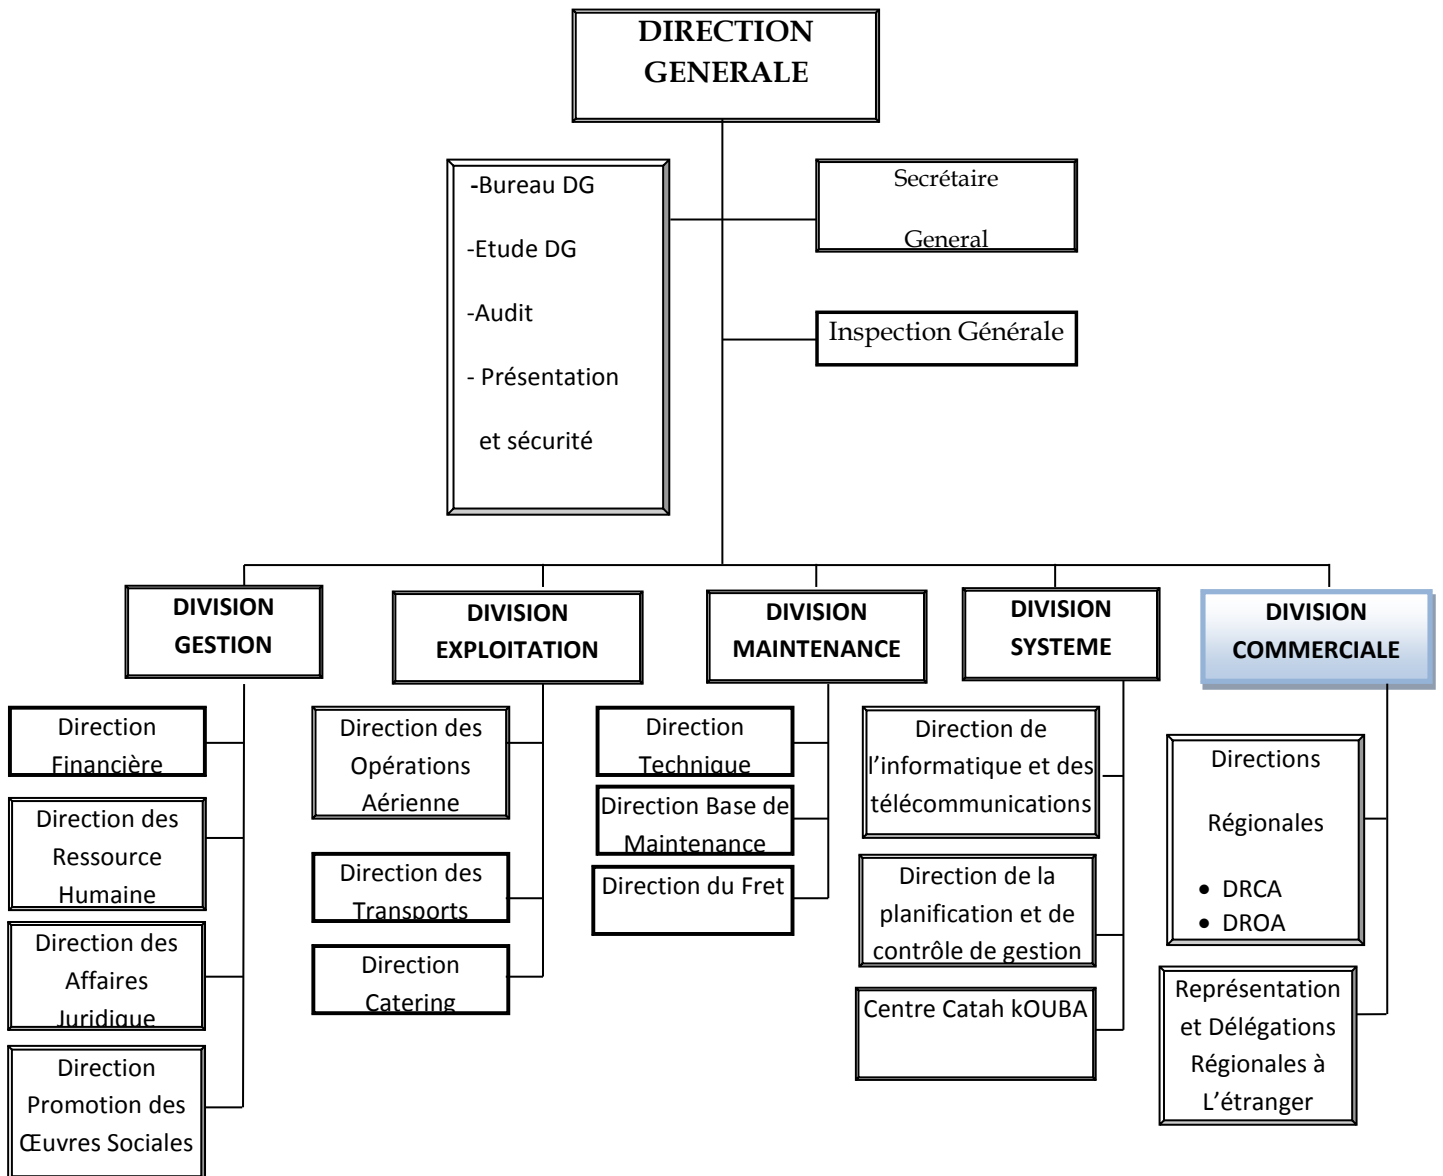 DIRECTION
GENERALE
-Bureau DG
-Etude DG
-Audit
- Présentation
et sécurité
Secrétaire
General
Inspection Générale
DIVISION
GESTION
DIVISION
EXPLOITATION
DIVISION
MAINTENANCE
DIVISION
SYSTEME
DIVISION
COMMERCIALE
Direction
Financière
Direction des
Ressource
Humaine
Direction des
Affaires
Juridique
Direction
Promotion des
Œuvres Sociales
Direction des
Opérations
Aérienne
Direction des
Transports
Direction
Catering
Direction
Technique
Direction Base de
Maintenance
Direction du Fret
Direction de
l’informatique et des
télécommunications
Direction de la
planification et de
contrôle de gestion
Centre Catah kOUBA
Directions
Régionales
• DRCA
• DROA
Représentation
et Délégations
Régionales à
L’étranger